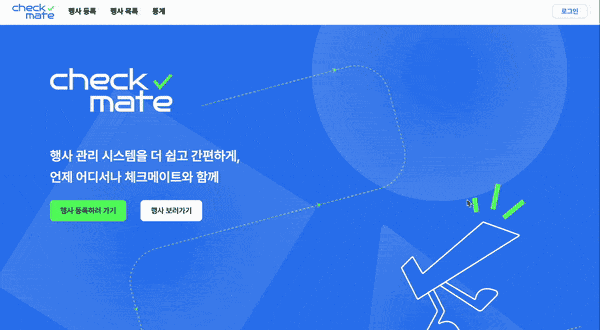 check
mate
행사 등록
행사 목록
통계
로그인
check
mate
행사 관리 시스템을 더 쉽고 간편하게,
언제 어디서나 체크메이트와 함께
행사 등록하러 가기
행사 보러가기